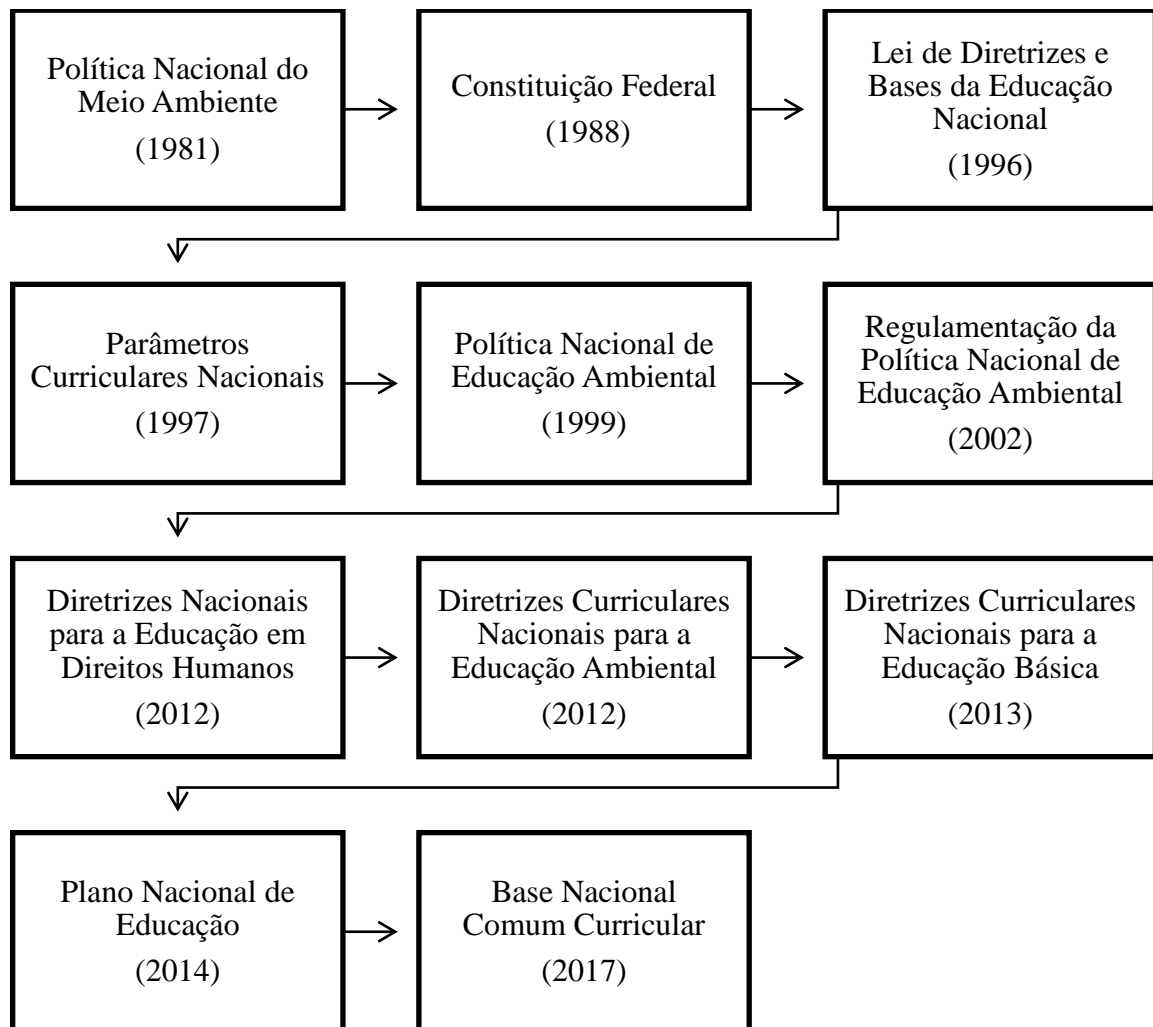 Política Nacional do
Meio Ambiente
(1981)
Constituição Federal
(1988)
Lei de Diretrizes e
Bases da Educação
Nacional
(1996)
Parâmetros
Curriculares Nacionais
(1997)
Política Nacional de
Educação Ambiental
(1999)
Regulamentação da
Política Nacional de
Educação Ambiental
(2002)
Diretrizes Nacionais
para a Educação em
Direitos Humanos
(2012)
Diretrizes Curriculares
Nacionais para a
Educação Ambiental
(2012)
Diretrizes Curriculares
Nacionais para a
Educação Básica
(2013)
Plano Nacional de
Educação
(2014)
Base Nacional
Comum Curricular
(2017)